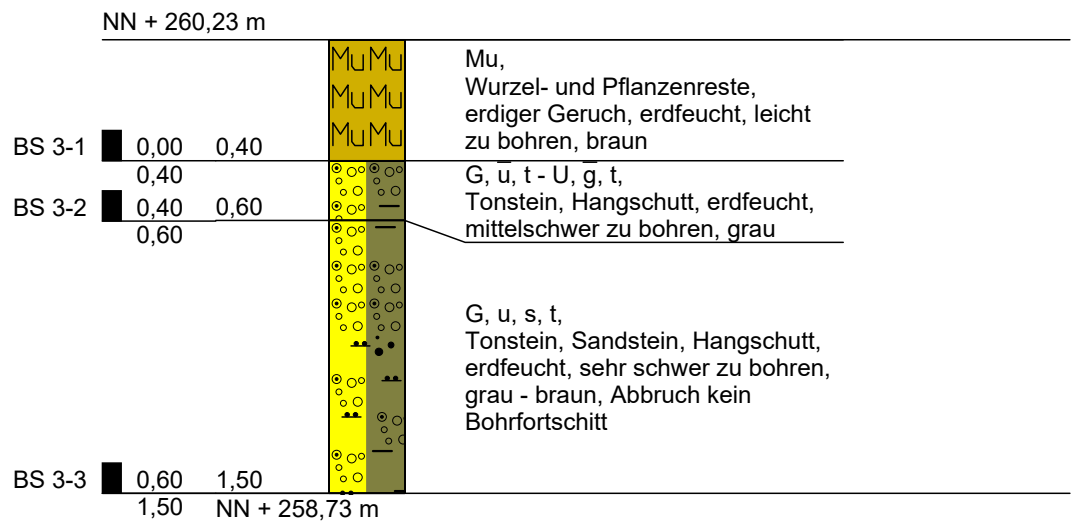 NN + 260,23 m
MuMu
MuMu
MuMu
Mu,
Wurzel- und Pflanzenreste,
erdiger Geruch, erdfeucht, leicht
zu bohren, braun
BS 3-1 0,00 0,40
0,40
G, u̅, t - U, g̅, t,
Tonstein, Hangschutt, erdfeucht,
mittelschwer zu bohren, grau
BS 3-2 0,40 0,60
0,60
G, u, s, t,
Tonstein, Sandstein, Hangschutt,
erdfeucht, sehr schwer zu bohren,
grau - braun, Abbruch kein
Bohrfortschitt
BS 3-3 0,60 1,50
1,50 NN + 258,73 m